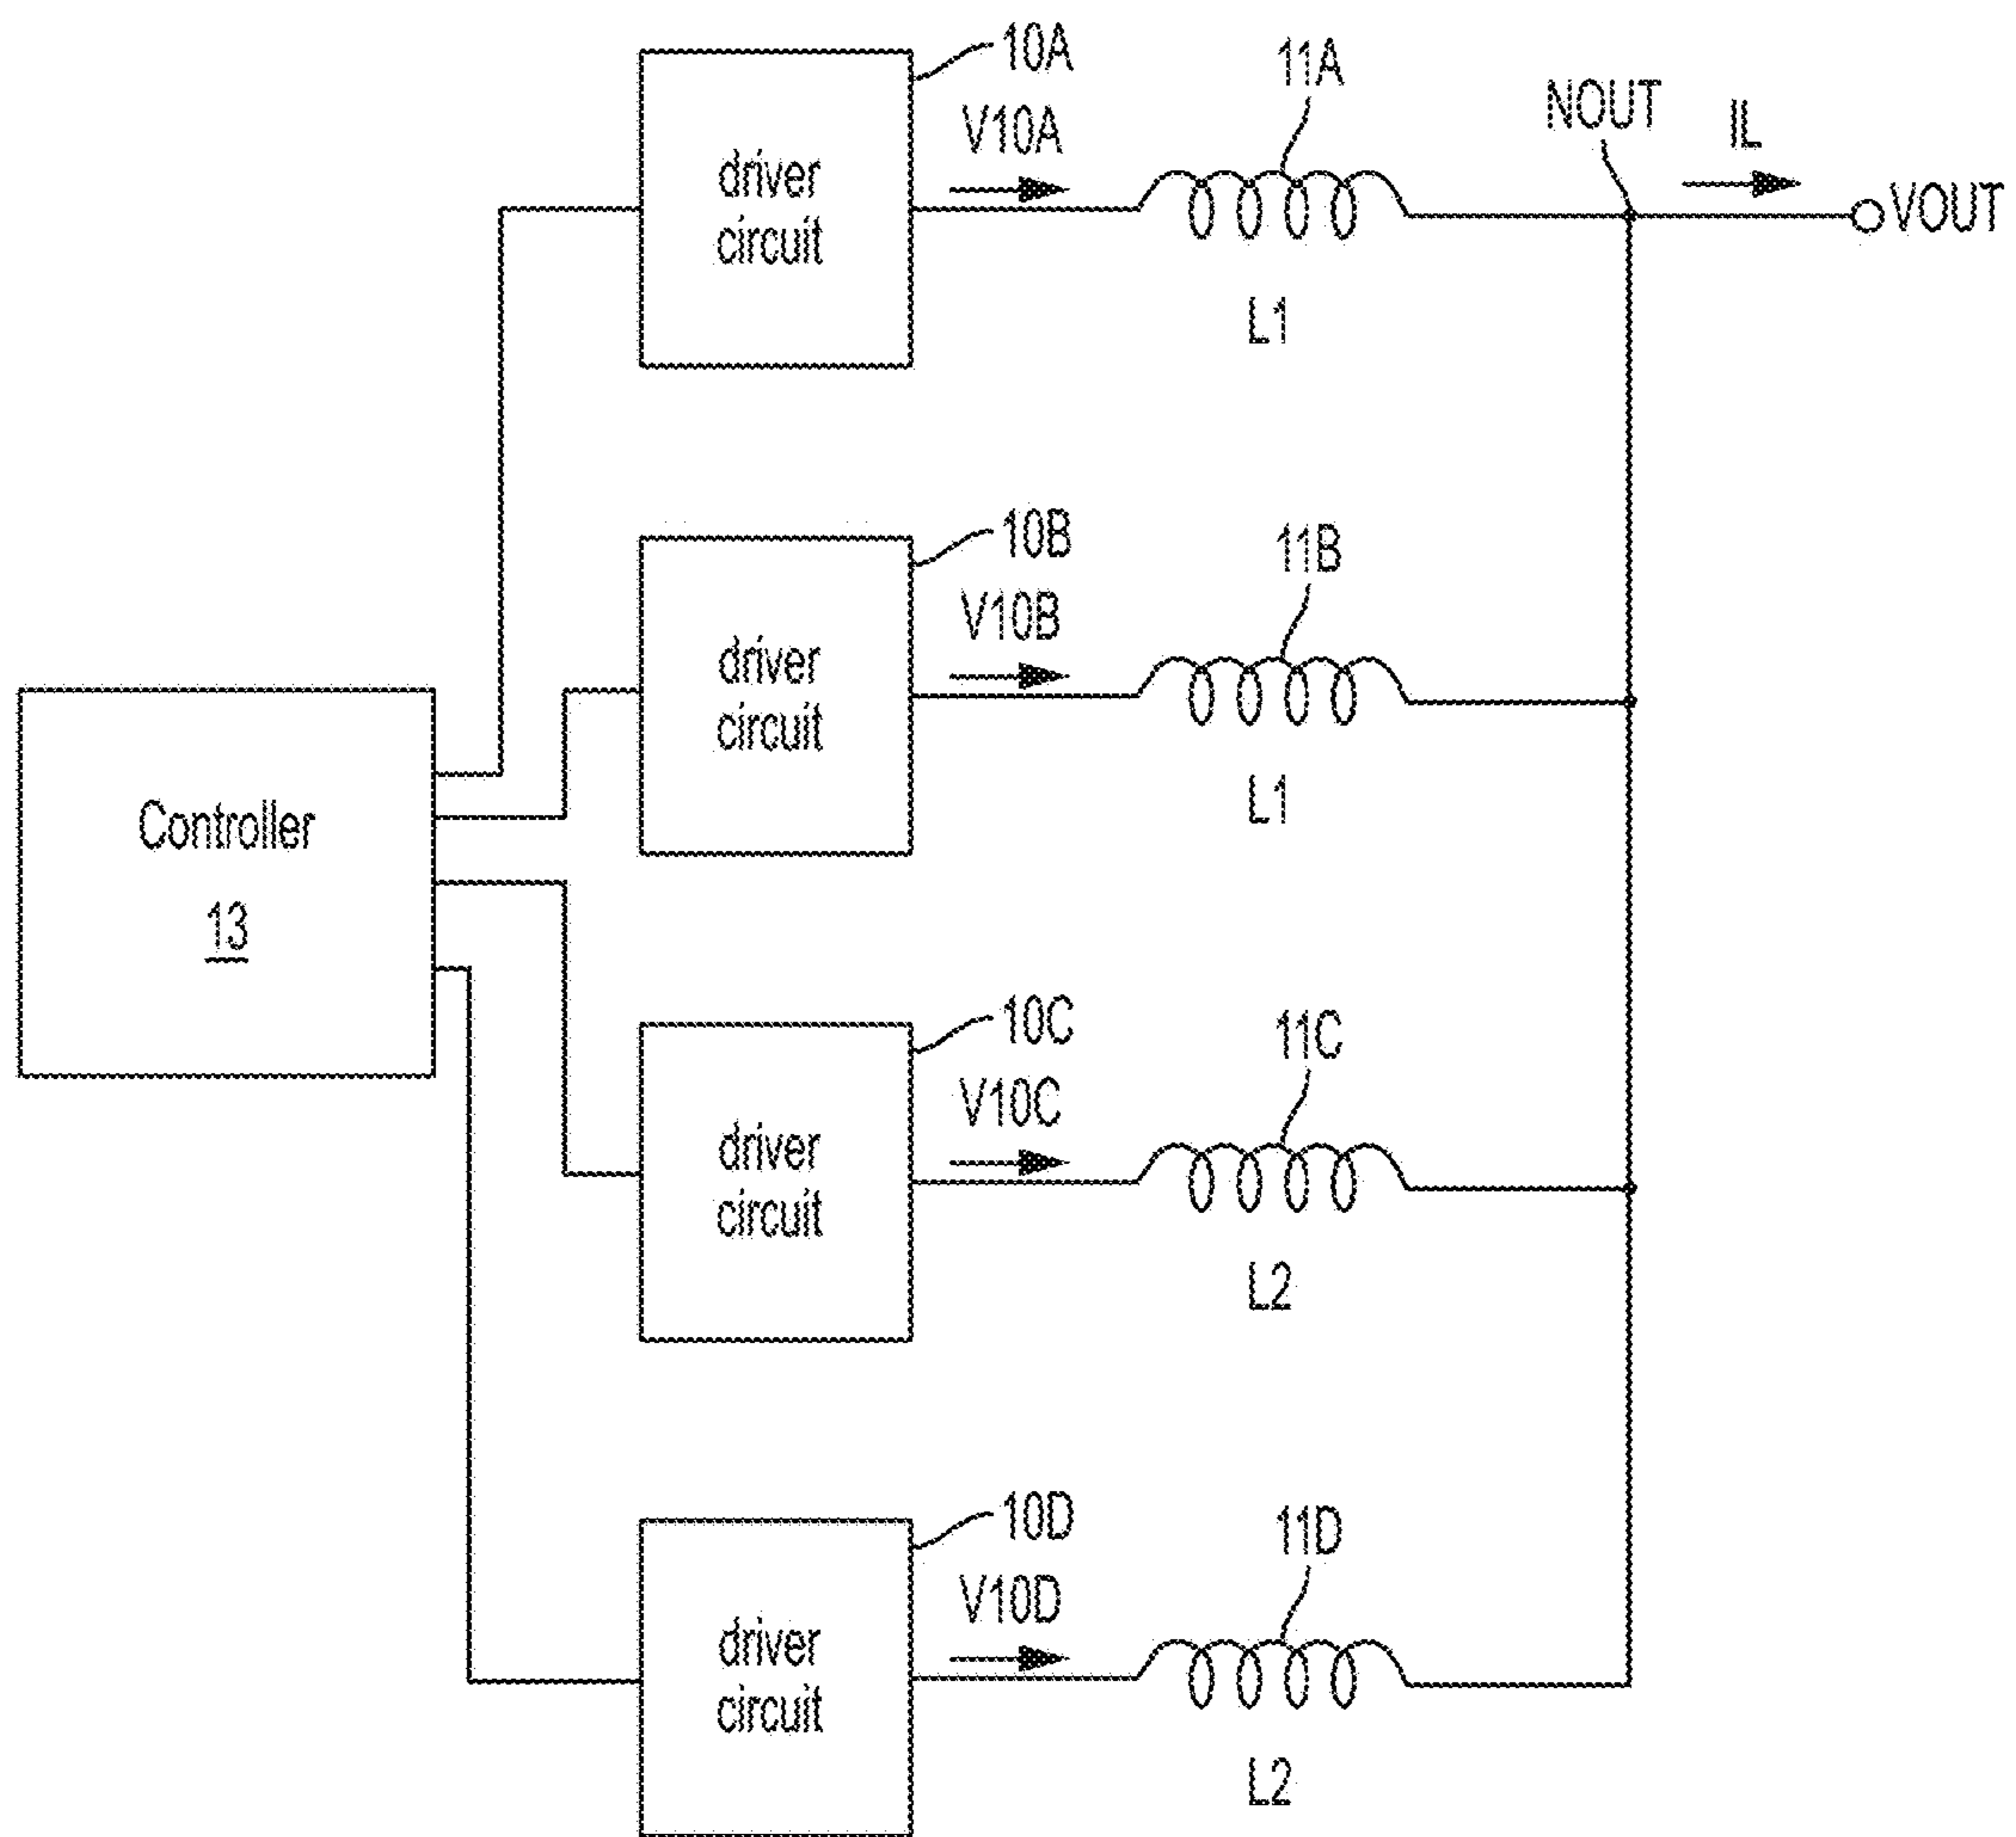 10A
V10A
11A
NOUT
IL
VOUT
driver
circuit
L1
10B
V10B
11B
driver
circuit
L1
Controller
13
10C
V10C
11C
driver
circuit
L2
10D
V10D
11D
driver
circuit
L2